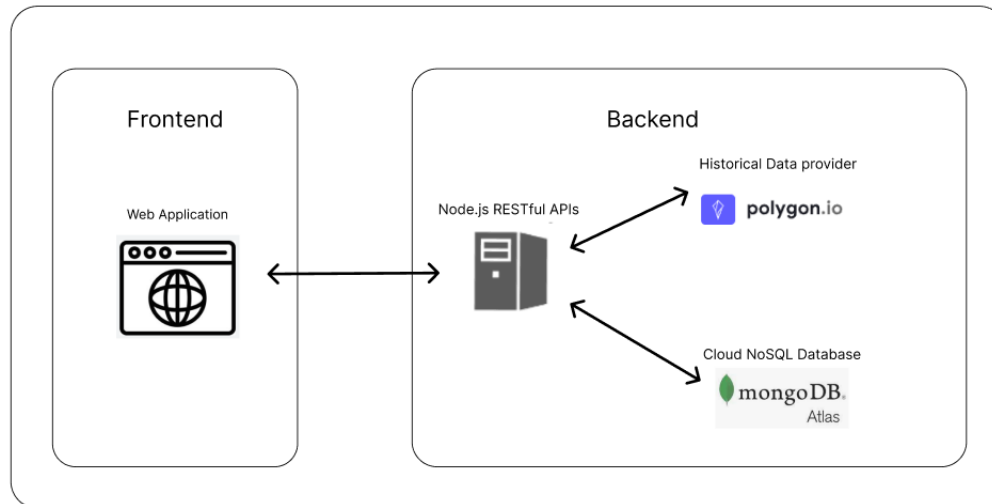 Frontend
Backend
Historical Data provider
polygon.io
Web Application
Node.js RESTful APIs
Cloud NoSQL Database
mongoDB.
Atlas